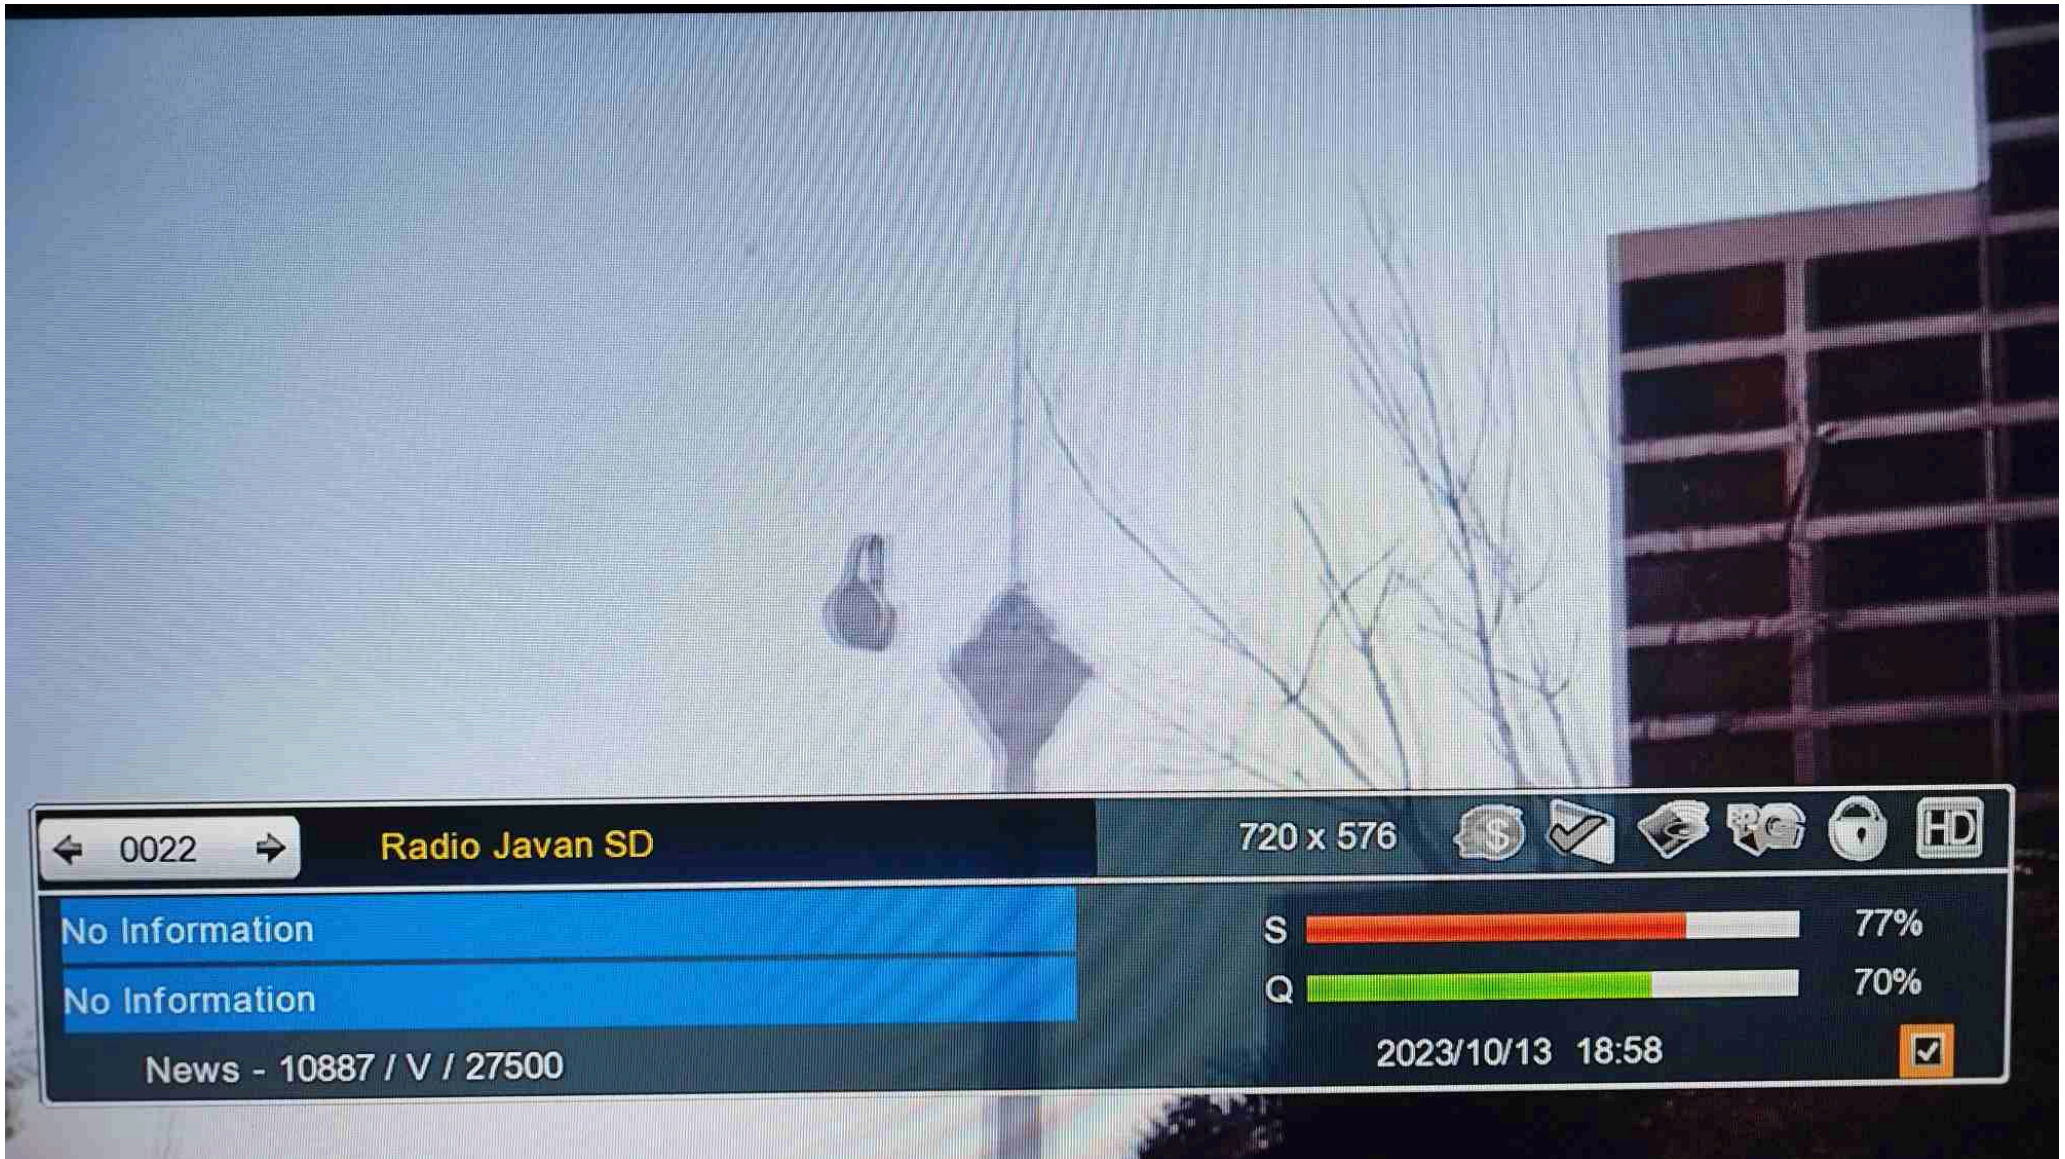 0022
Radio Javan SD
720 x 576
HD
No Information
S
77%
No Information
Q
70%
News - 10887 / V / 27500
2023/10/13 18:58